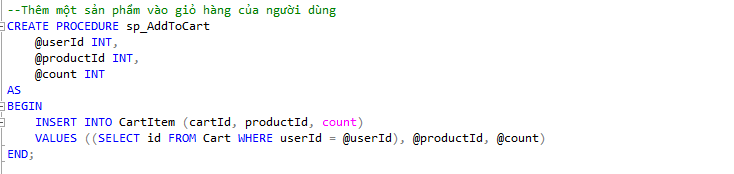 --Thêm một sản phẩm vào giỏ hàng của người dùng
CREATE PROCEDURE sp_AddToCart
    @userId INT,
    @productId INT,
    @count INT
AS
BEGIN
    INSERT INTO CartItem (cartId, productId, count)
    VALUES ((SELECT id FROM Cart WHERE userId = @userId), @productId, @count)
END;